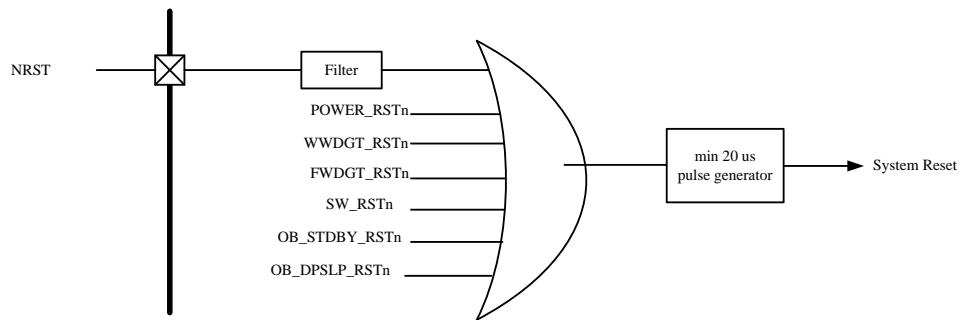 NRST
Filter
POWER_RSTn
WWDGT_RSTn
FWDGT_RSTn
SW_RSTn
OB_STDBY_RSTn
OB_DPSLP_RSTn
min 20 us
pulse generator
System Reset